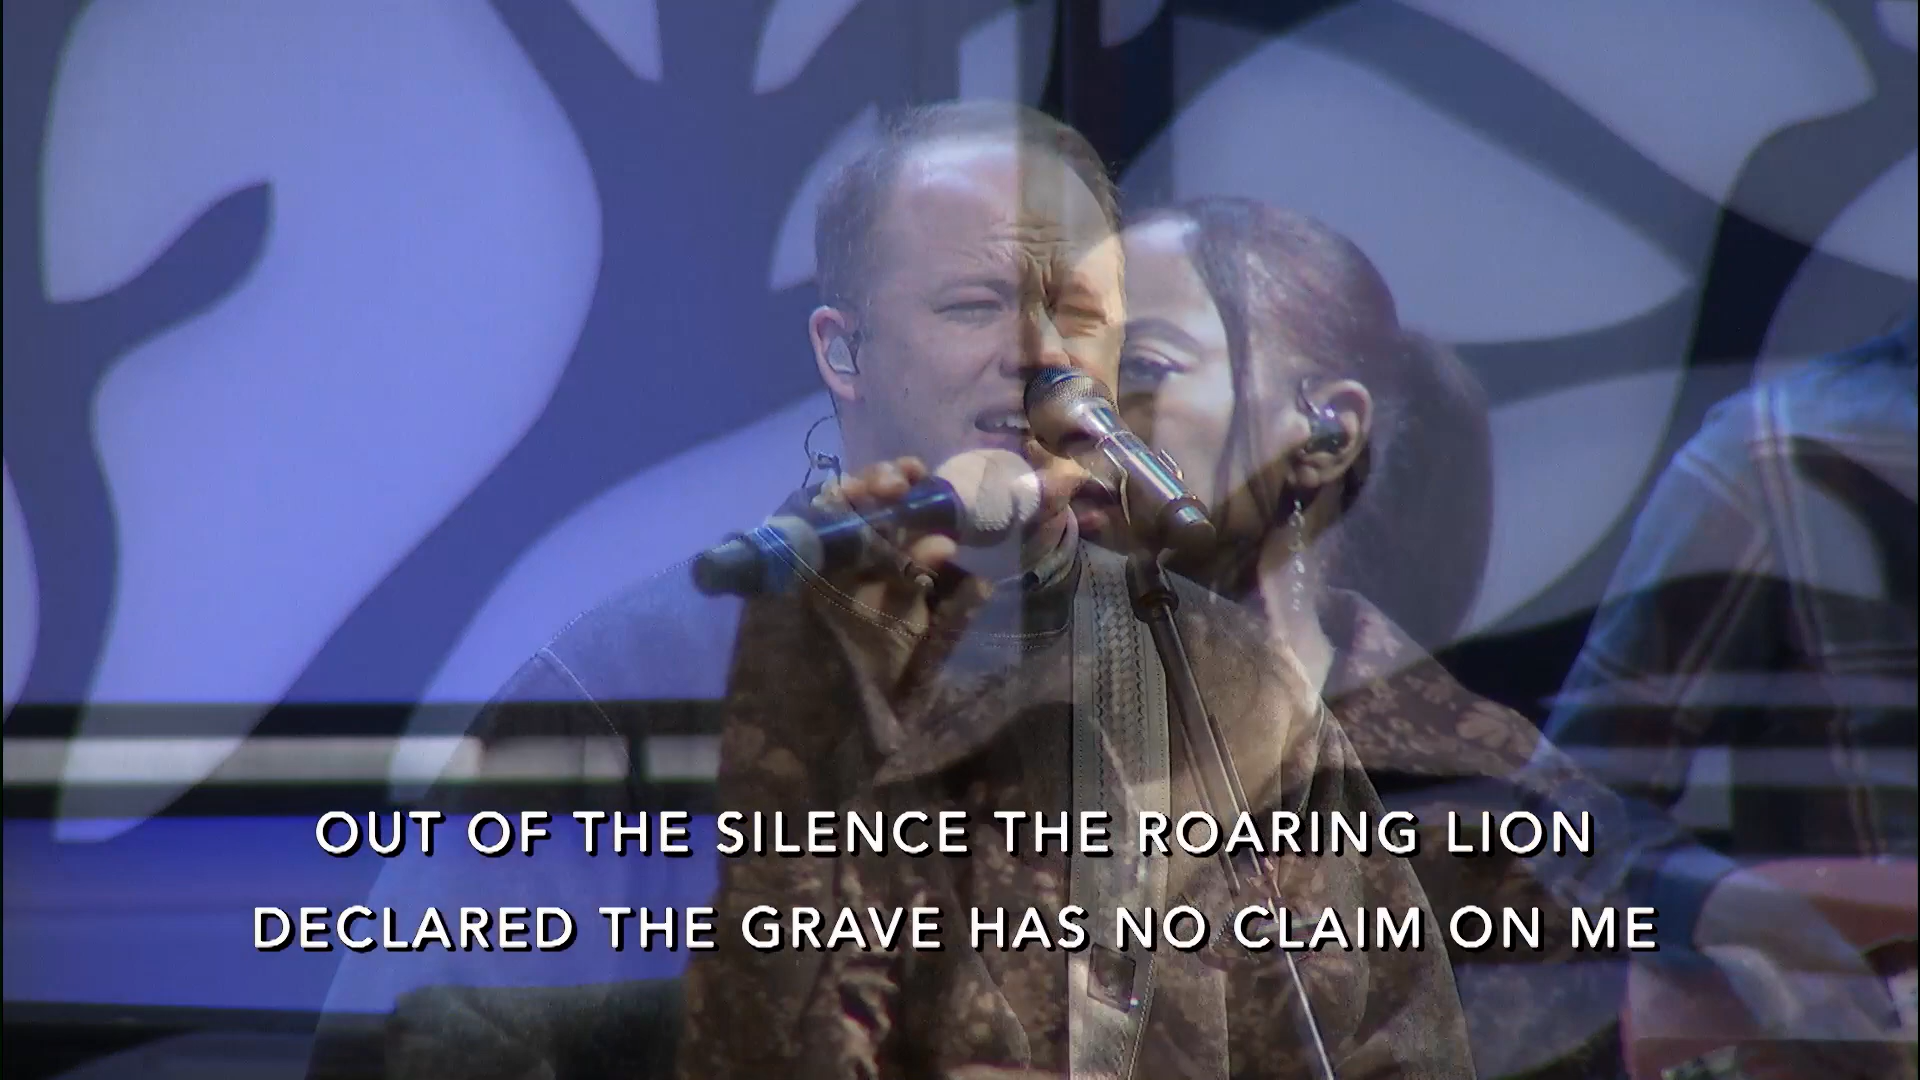 OUT OF THE SILENCE THE ROARING LION
DECLARED THE GRAVE HAS NO CLAIM ON ME